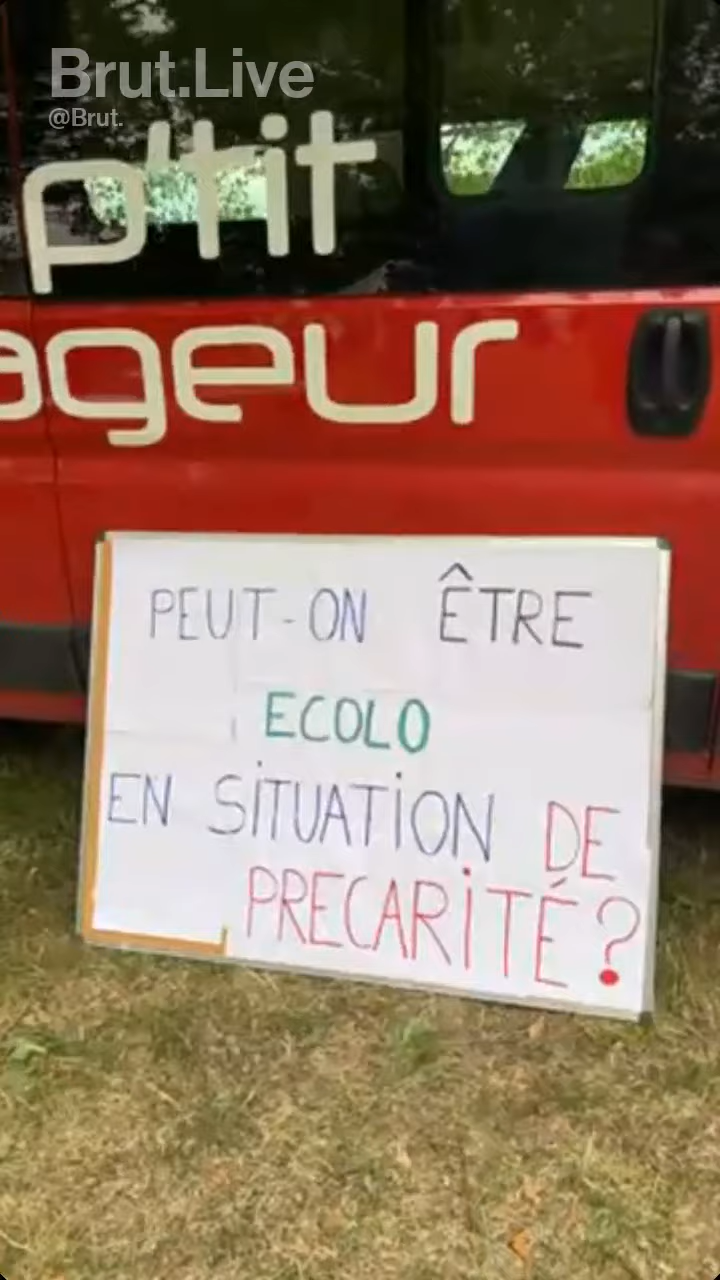 Brut.Live
@Brut.
p'tit
ageur
PEUT-ON ÊTRE
ECOLO
EN SITUATION DE
PRECARITÉ?